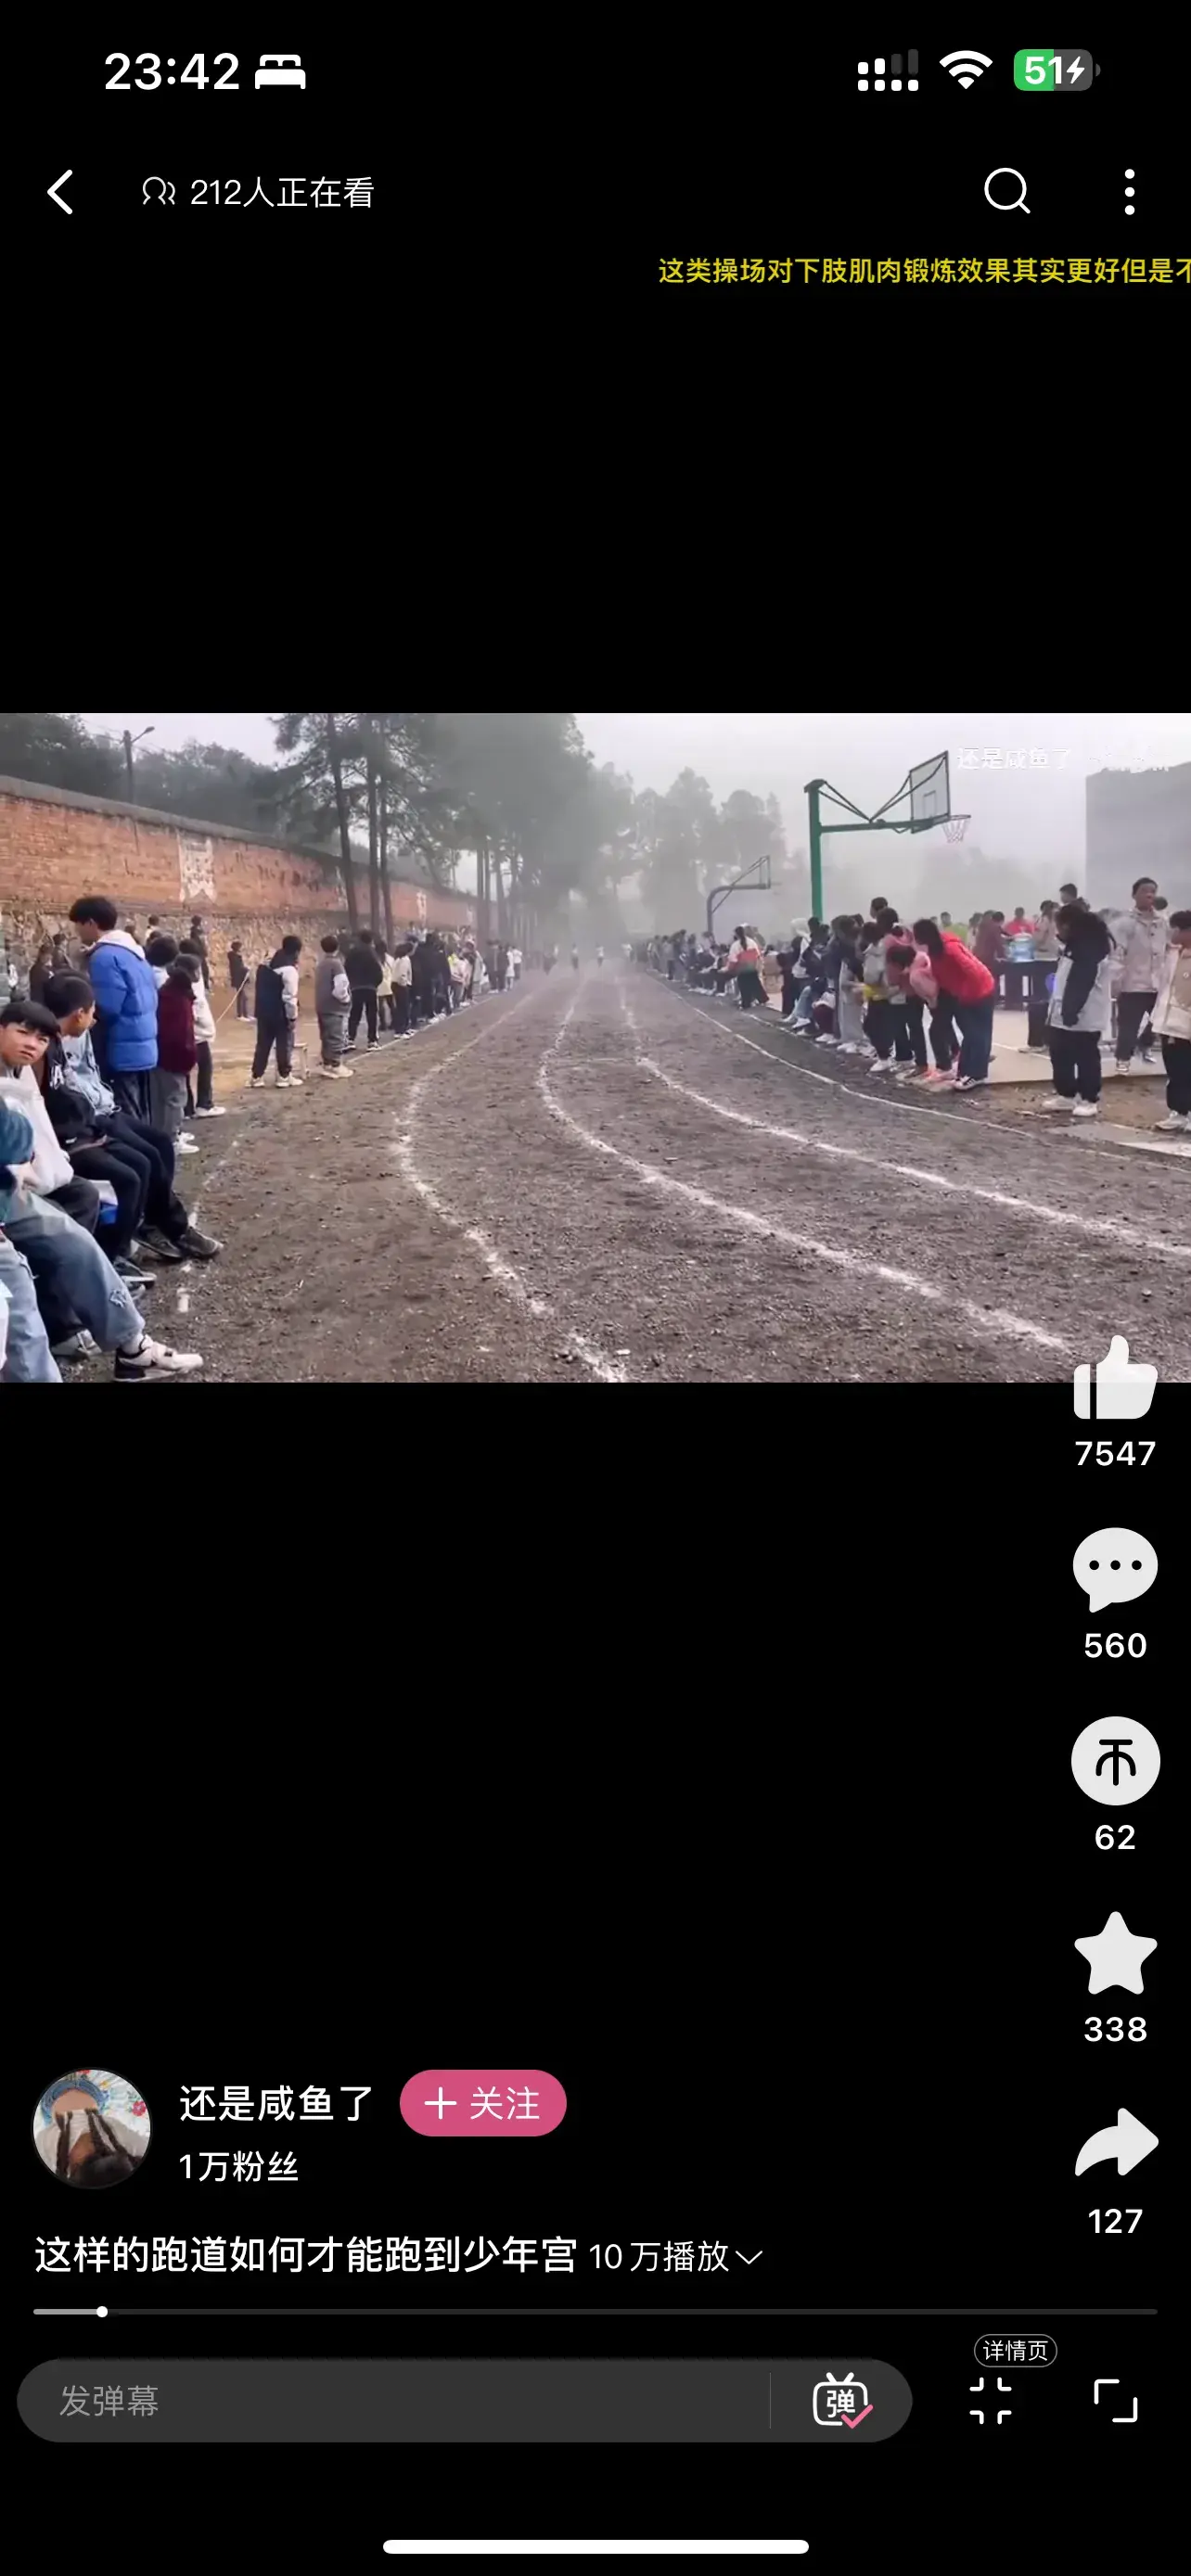 23:42
51
212人正在看
这类操场对下肢肌肉锻炼效果其实更好但是不
还是咸鱼了
7547
560
62
338
127
还是咸鱼了
+ 关注
1万粉丝
这样的跑道如何才能跑到少年宫 10万播放
详情页
发弹幕
弹